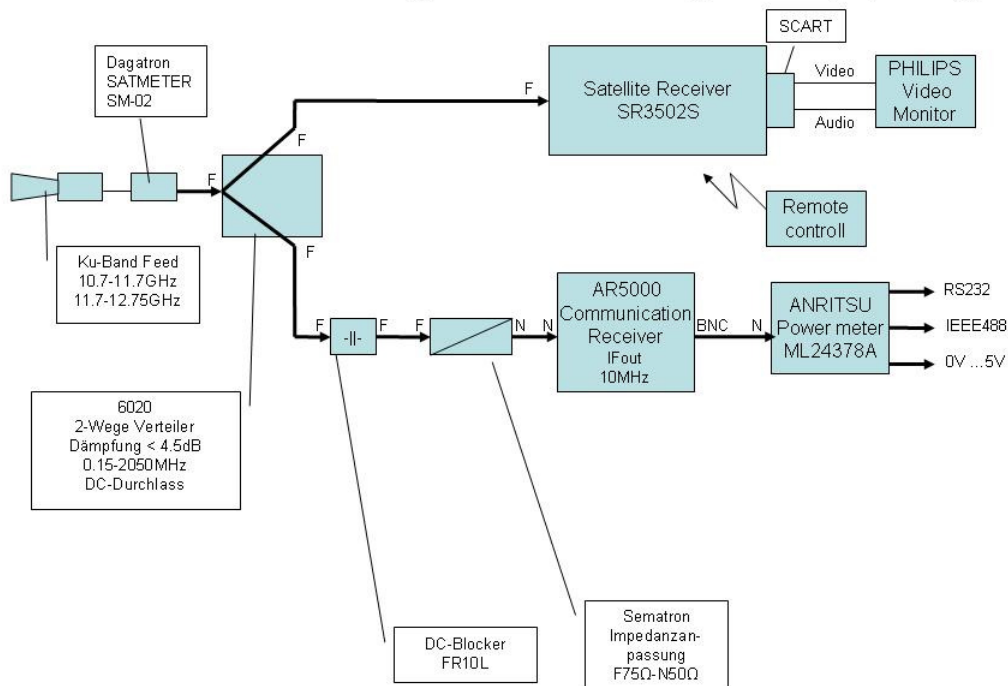 SCART
Dagatron
SATMETER
SM-02
F
Satellite Receiver
SR3502S
Video
Audio
PHILIPS
Video
Monitor
F
F
Remote
controll
Ku-Band Feed
10.7-11.7GHz
11.7-12.75GHz
F
6020
2-Wege Verteiler
Dämpfung < 4.5dB
0.15-2050MHz
DC-Durchlass
F
-||-
F
F
N
N
AR5000
Communication
Receiver
IFout
10MHz
BNC
N
ANRITSU
Power meter
ML24378A
RS232
IEEE488
0V ...5V
DC-Blocker
FR10L
Sematron
Impedanzan-
passung
F75Ω-N50Ω